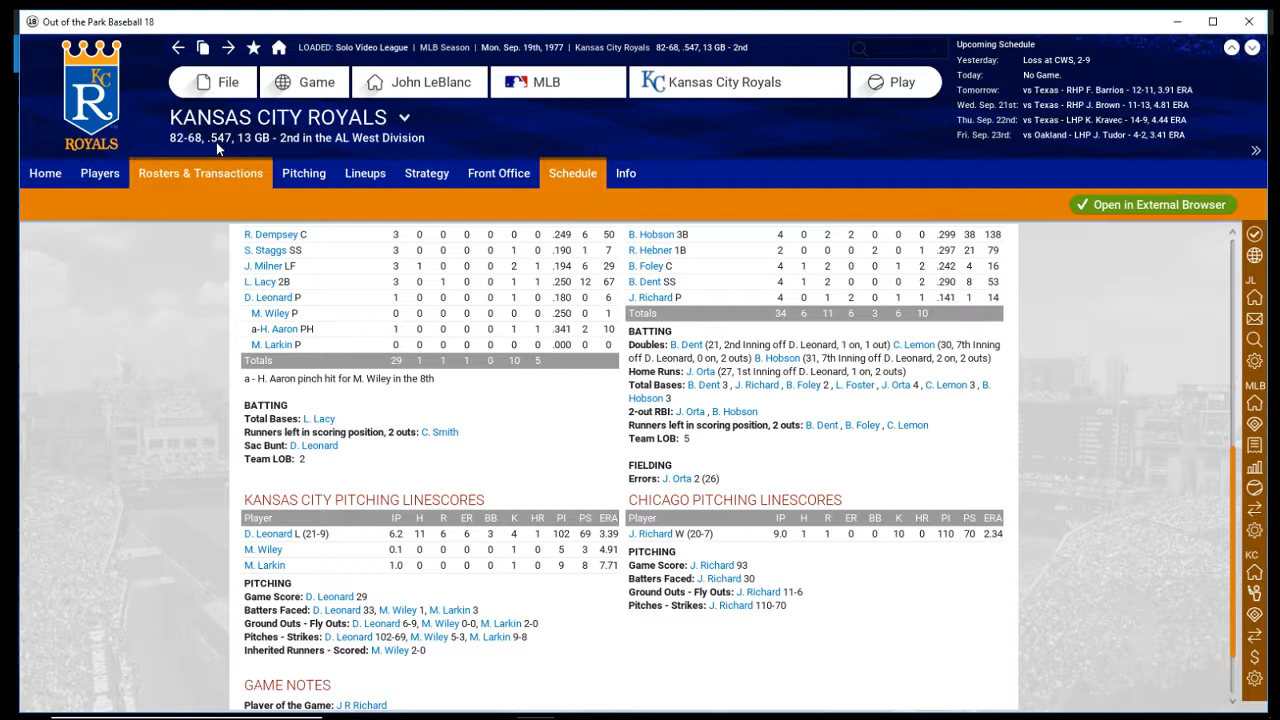 18 Out of the Park Baseball 18
LOADED: Solo Video League | MLB Season | Mon. Sep. 19th, 1977 | Kansas City Royals 82-68, .547, 13 GB - 2nd
Upcoming Schedule
Yesterday: Loss at CWS, 2-9
Today: No Game.
Tomorrow: vs Texas - RHP F. Barrios - 12-11, 3.91 ERA
Wed. Sep. 21st: vs Texas - RHP J. Brown - 11-13, 4.81 ERA
Thu. Sep. 22nd: vs Texas - LHP K. Kravec - 14-9, 4.44 ERA
Fri. Sep. 23rd: vs Oakland - LHP J. Tudor - 4-2, 3.41 ERA
File Game John LeBlanc MLB Kansas City Royals Play
KC R ROYALS
KANSAS CITY ROYALS
82-68, .547, 13 GB - 2nd in the AL West Division
Home Players Rosters & Transactions Pitching Lineups Strategy Front Office Schedule Info
Open in External Browser
R. Dempsey C 3 0 0 0 0 0 0 .249 6 50
S. Staggs SS 3 0 0 0 0 1 0 .190 1 7
J. Milner LF 3 1 0 0 0 2 1 .194 6 29
L. Lacy 2B 3 0 1 0 0 1 1 .250 12 67
D. Leonard P 1 0 0 0 0 0 0 .180 0 6
M. Wiley P 0 0 0 0 0 0 0 .250 0 1
a-H. Aaron PH 1 0 0 0 0 1 1 .341 2 10
M. Larkin P 0 0 0 0 0 0 0 .000 0 0
Totals 29 1 1 1 0 10 5
a - H. Aaron pinch hit for M. Wiley in the 8th
BATTING
Total Bases: L. Lacy
Runners left in scoring position, 2 outs: C. Smith
Sac Bunt: D. Leonard
Team LOB: 2
B. Hobson 3B 4 0 2 2 0 0 0 .299 38 138
R. Hebner 1B 2 0 0 0 2 1 0 .297 21 79
B. Foley C 4 1 2 0 0 1 2 .242 4 16
B. Dent SS 4 1 2 0 0 0 2 .290 8 53
J. Richard P 4 0 1 2 0 1 1 .141 1 14
Totals 34 6 11 6 3 6 10
BATTING
Doubles: B. Dent (21, 2nd Inning off D. Leonard, 1 on, 1 out) C. Lemon (30, 7th Inning
off D. Leonard, 0 on, 2 outs) B. Hobson (31, 7th Inning off D. Leonard, 2 on, 2 outs)
Home Runs: J. Orta (27, 1st Inning off D. Leonard, 1 on, 2 outs)
Total Bases: B. Dent 3 , J. Richard , B. Foley 2 , L. Foster , J. Orta 4 , C. Lemon 3 , B.
Hobson 3
2-out RBI: J. Orta , B. Hobson
Runners left in scoring position, 2 outs: B. Dent , B. Foley , C. Lemon
Team LOB: 5
FIELDING
Errors: J. Orta 2 (26)
KANSAS CITY PITCHING LINESCORES
Player IP H R ER BB K HR PI PS ERA
D. Leonard L (21-9) 6.2 11 6 6 3 4 1 102 69 3.39
M. Wiley 0.1 0 0 0 0 1 0 5 3 4.91
M. Larkin 1.0 0 0 0 0 1 0 9 8 7.71
PITCHING
Game Score: D. Leonard 29
Batters Faced: D. Leonard 33, M. Wiley 1, M. Larkin 3
Ground Outs - Fly Outs: D. Leonard 6-9, M. Wiley 0-0, M. Larkin 2-0
Pitches - Strikes: D. Leonard 102-69, M. Wiley 5-3, M. Larkin 9-8
Inherited Runners - Scored: M. Wiley 2-0
CHICAGO PITCHING LINESCORES
Player IP H R ER BB K HR PI PS ERA
J. Richard W (20-7) 9.0 1 1 0 0 10 0 110 70 2.34
PITCHING
Game Score: J. Richard 93
Batters Faced: J. Richard 30
Ground Outs - Fly Outs: J. Richard 11-6
Pitches - Strikes: J. Richard 110-70
GAME NOTES
Player of the Game: J R Richard
JL
MLB
KC